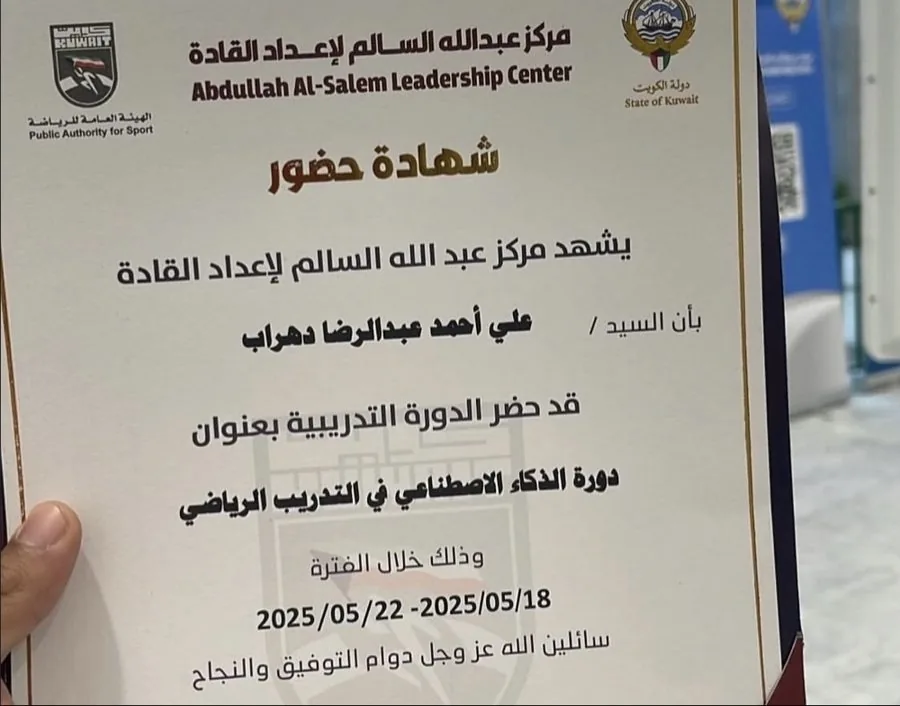 KUWAIT
الهيئة العامة للرياضة
Public Authority for Sport
مركز عبدالله السالم لإعداد القادة
Abdullah Al-Salem Leadership Center
دولة الكويت
State of Kuwait
شهادة حضور
يشهد مركز عبد الله السالم لإعداد القادة
بأن السيد / علي أحمد عبدالرضا دهراب
قد حضر الدورة التدريبية بعنوان
دورة الذكاء الاصطناعي في التدريب الرياضي
وذلك خلال الفترة
2025/05/22 -2025/05/18
سائلين الله عز وجل دوام التوفيق والنجاح